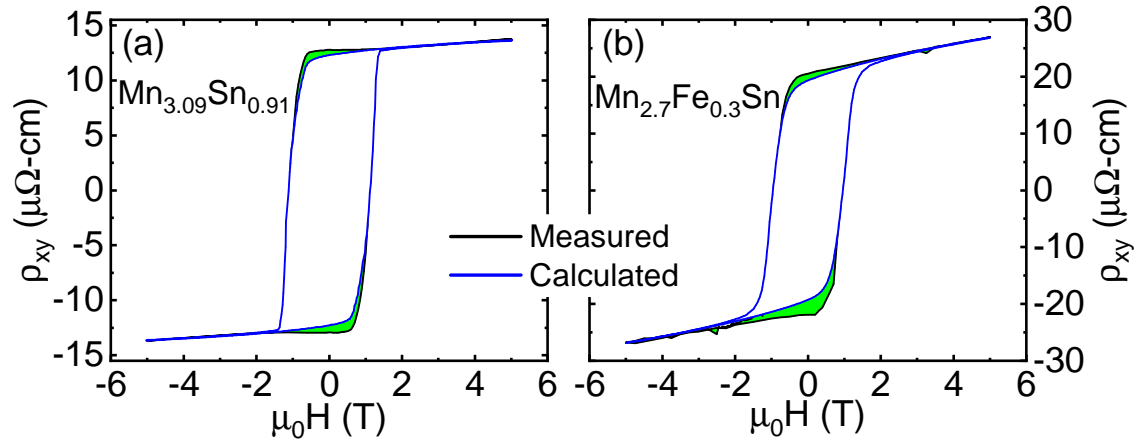 (a)
Mn3.09Sn0.91
15
10
5
0
-5
-10
-15
ρxy (μΩ-cm)
-6 -4 -2 0 2 4 6
μ0H (T)
Measured
Calculated
(b)
Mn2.7Fe0.3Sn
30
20
10
0
-10
-20
-30
ρxy (μΩ-cm)
-6 -4 -2 0 2 4 6
μ0H (T)